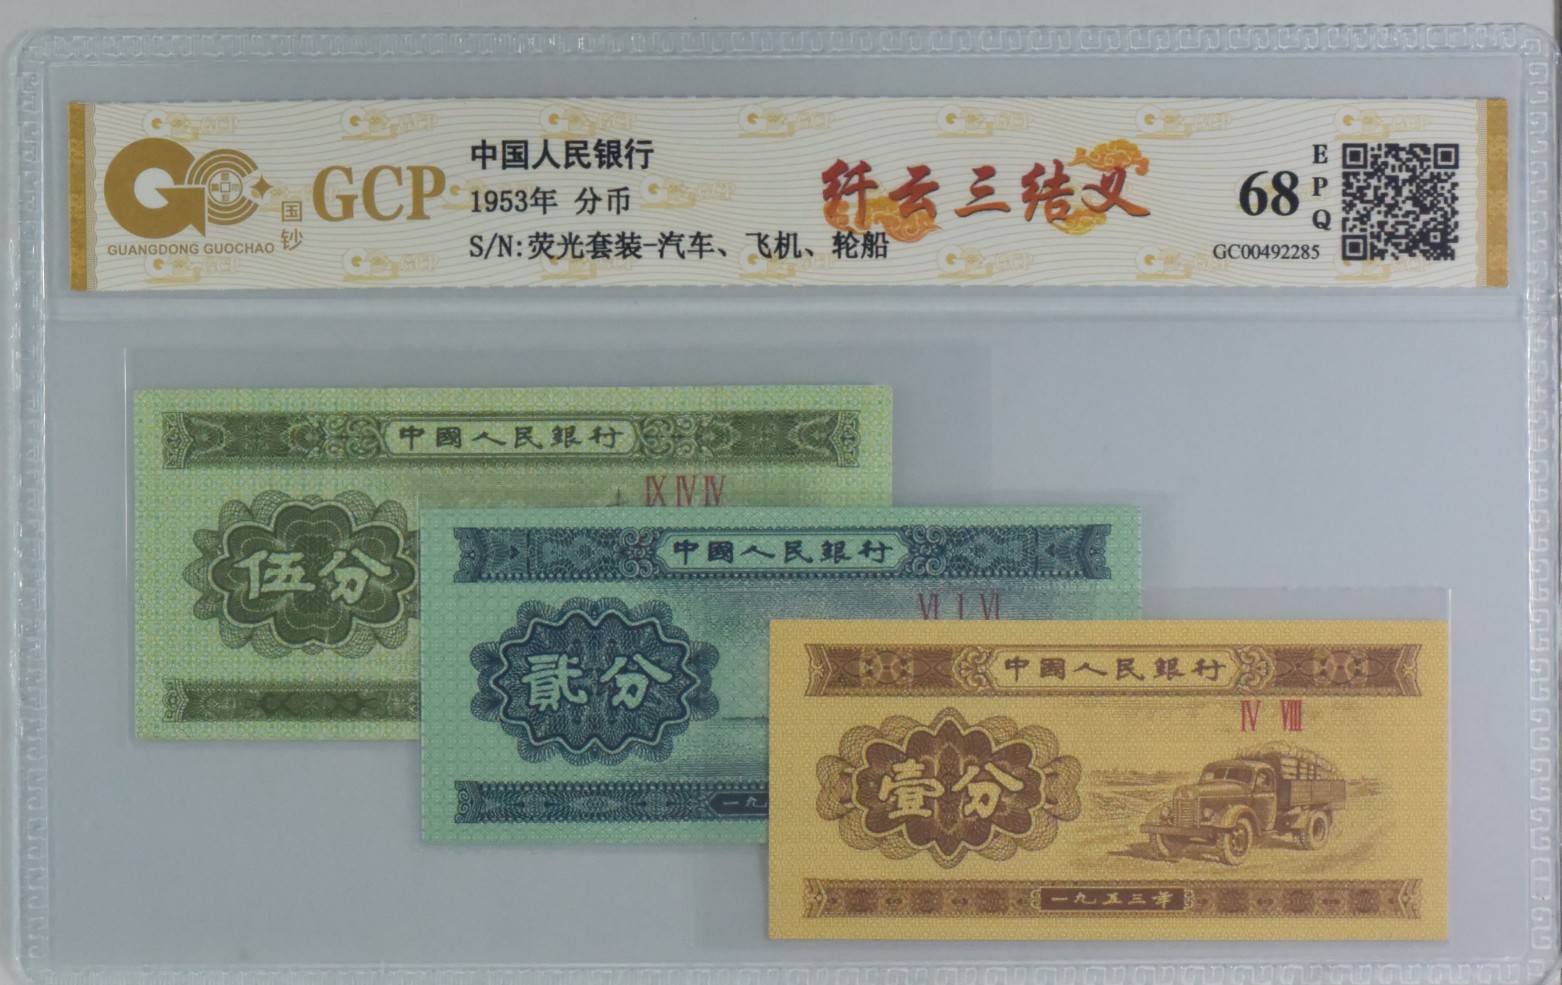 GCP
国钞
GUANGDONG GUOCHAO
中国人民银行
1953年 分币
S/N:荧光套装-汽车、飞机、轮船
纤云三结义
68
EPQ
GC00492285
中國人民銀行
IX IV IV
伍分
中國人民銀行
VI I VI
貳分
一九
中國人民銀行
IV VIII
壹分
一九五三年